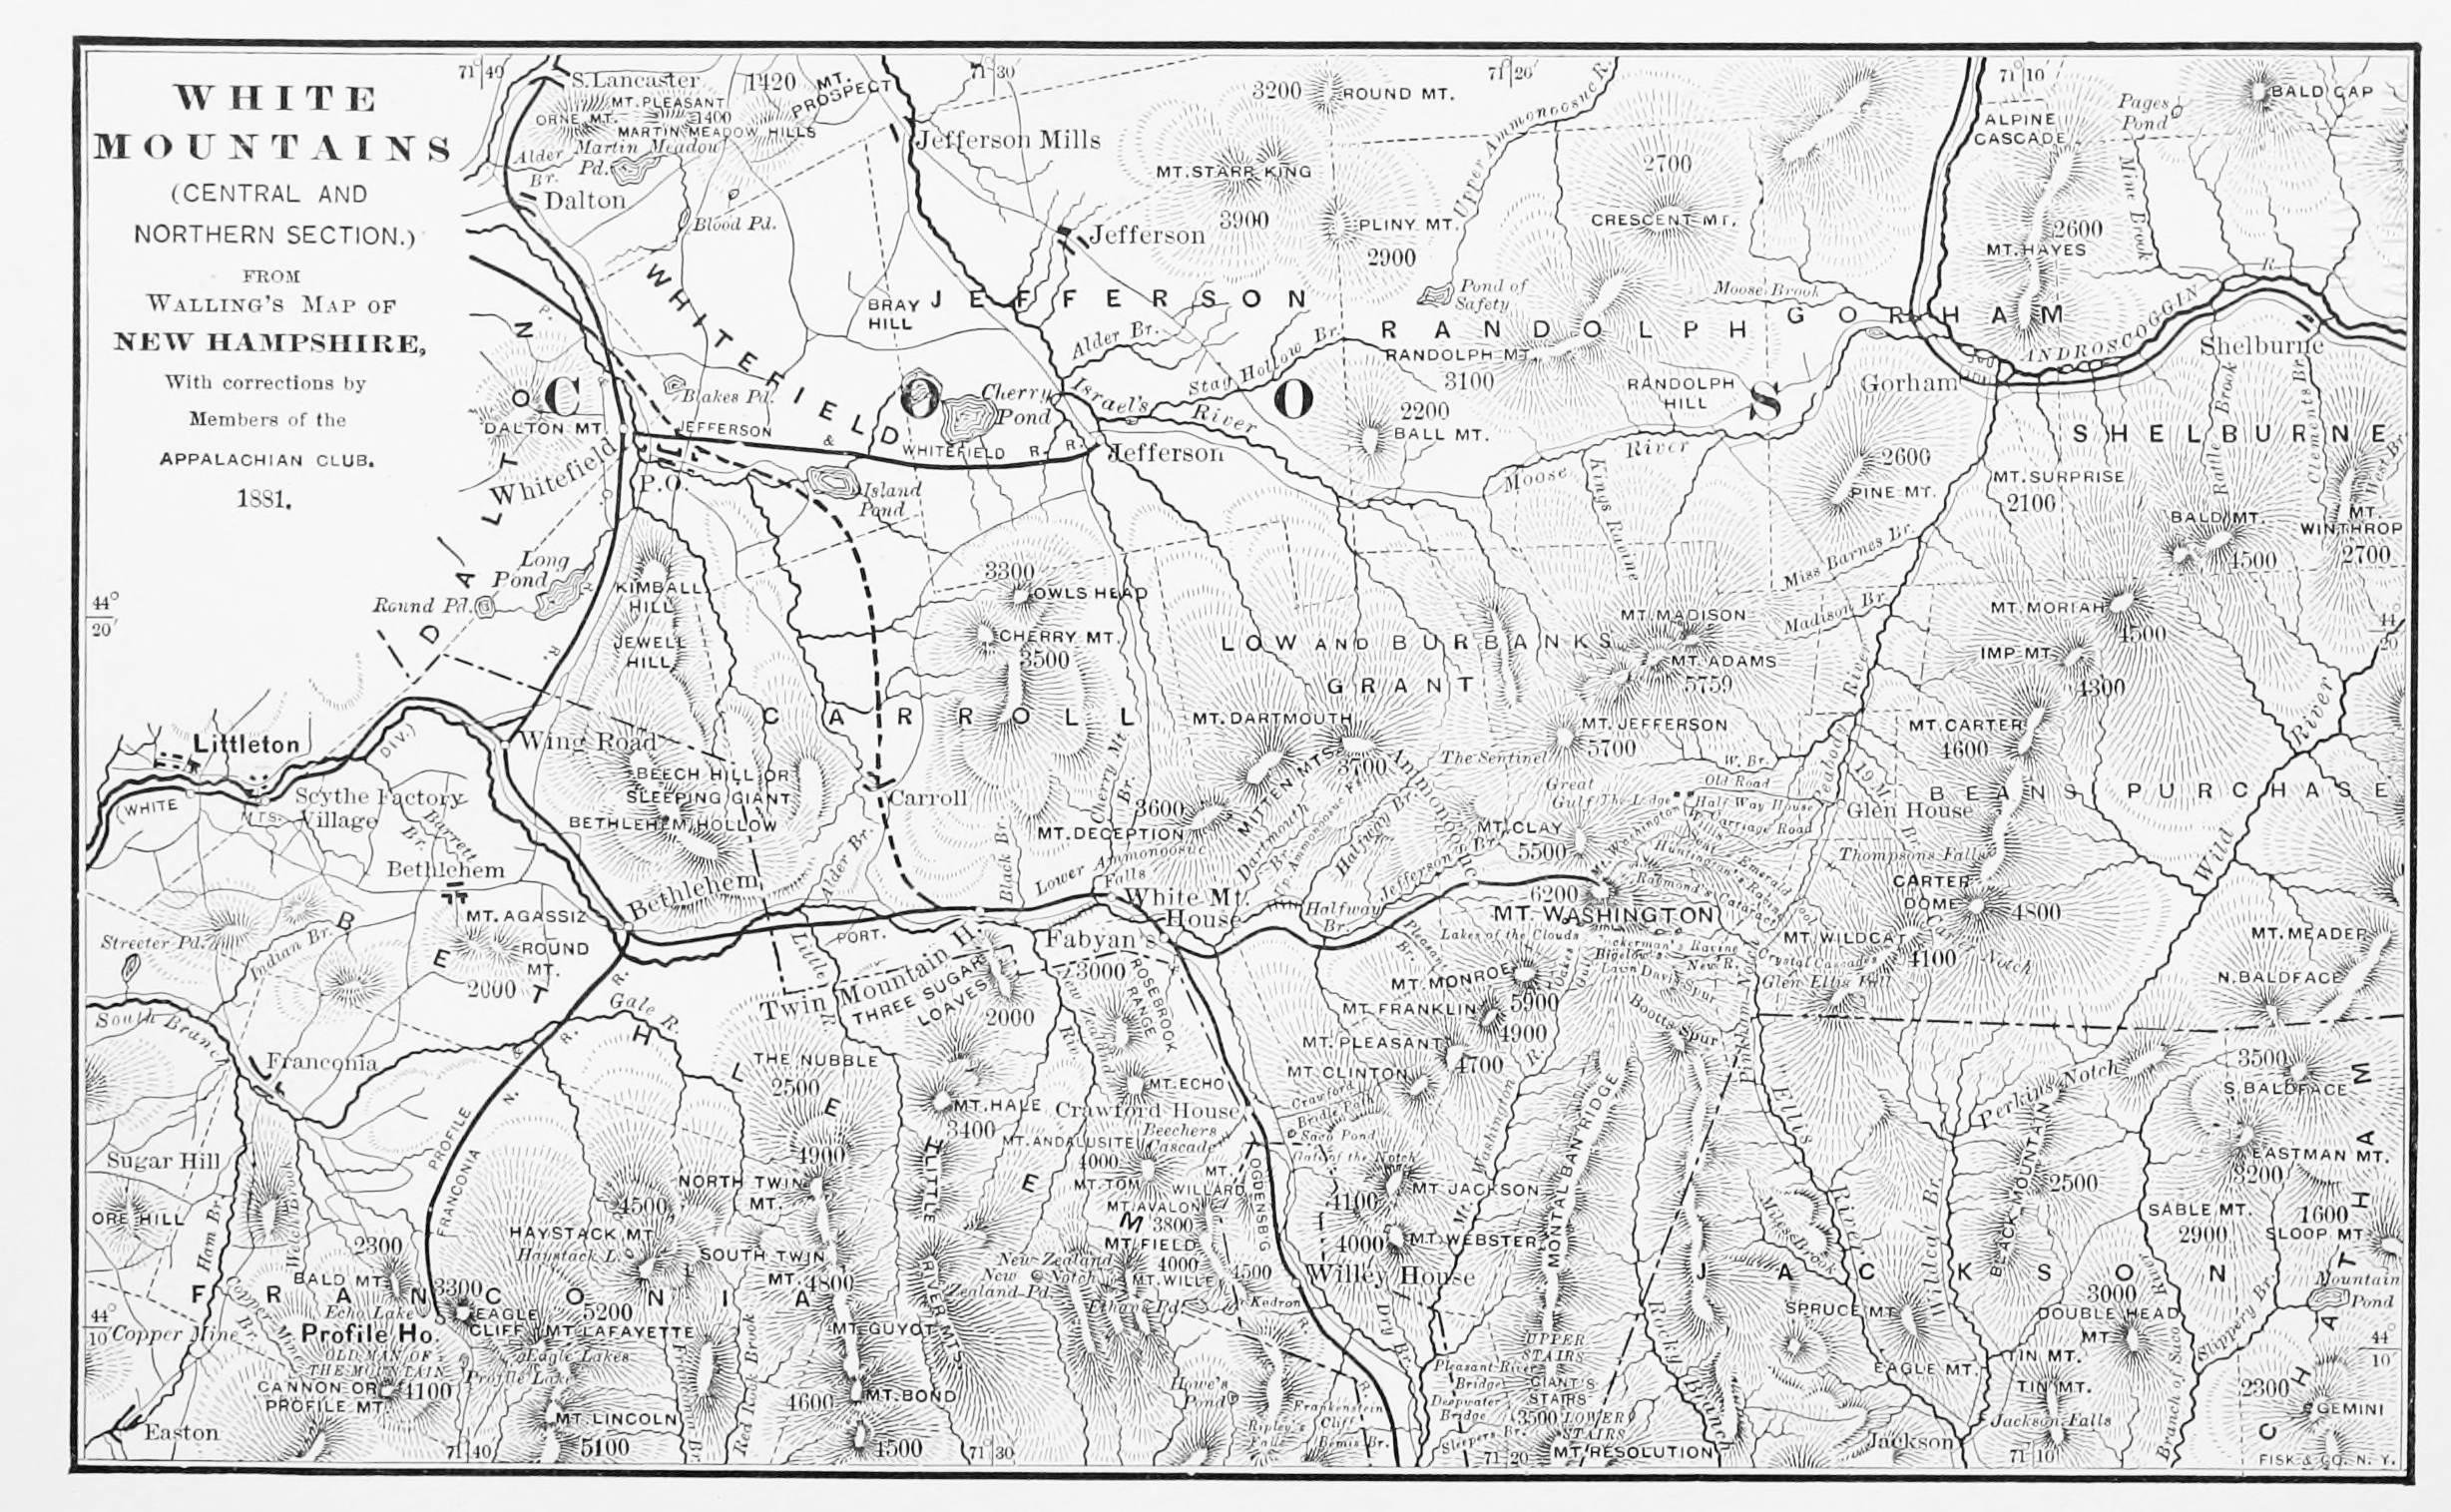 WHITE
MOUNTAINS
(CENTRAL AND
NORTHERN SECTION.)
FROM
WALLING'S MAP OF
NEW HAMPSHIRE,
With corrections by
Members of the
APPALACHIAN CLUB.
1881.
71 40'
71 30'
71 20'
71 10'
S. Lancaster
1420
MT. PROSPECT
MT. PLEASANT
ORNE MT.
1400
MARTIN MEADOW HILLS
Martin Meadow
Pd.
Alder
Br.
Dalton
Blood Pd.
Jefferson Mills
3200
ROUND MT.
MT. STARR KING
3900
PLINY MT.
2900
Jefferson
Upper Ammonoosuc R.
2700
CRESCENT MT.
ALPINE
CASCADE
Pages
Pond
BALD CAP
Mine Brook
2600
MT. HAYES
Pond of
Safety
Moose Brook
WHITEFIELD
BRAY
HILL
JEFFERSON
RANDOLPH
GORHAM
ANDROSCOGGIN
R.
Shelburne
Alder Br.
Stag Hollow Br.
RANDOLPH MT.
3100
RANDOLPH
HILL
Gorham
COOS
Blakes Pd.
Cherry
Pond
Israel's
River
2200
BALL MT.
DALTON MT.
DALTON
JEFFERSON
&
WHITEFIELD
R. R.
Jefferson
Whitefield
P.O.
Island
Pond
Moose
River
Kings Ravine
2600
PINE MT.
SHELBURNE
Rattle Brook
Clements Br.
West Br.
MT. SURPRISE
2100
BALD MT.
4500
MT.
WINTHROP
2700
Long
Pond
Round Pd.
44°
20'
KIMBALL
HILL
JEWELL
HILL
3300
OWLS HEAD
CHERRY MT.
3500
LOW AND BURBANKS
GRANT
Miss Barnes Br.
Madison Br.
MT. MADISON
MT. ADAMS
5759
MT. MORIAH
4500
IMP MT.
4300
44
20'
CARROLL
MT. DARTMOUTH
MITTEN MTS.
3700
MT. JEFFERSON
5700
The Sentinel
Peabody River
MT. CARTER
4600
Littleton
(WHITE
MTS.
DIV.)
Wing Road
Scythe Factory
Village
Barrett
Br.
BEECH HILL OR
SLEEPING GIANT
BETHLEHEM HOLLOW
Carroll
Cherry Mt.
Br.
3600
MT. DECEPTION
Ammonoosuc
W. Br.
Old Road
Great
Gulf
The Ledge
Half Way House
Carriage Road
Glen House
19 M
BEANS PURCHASE
Wild River
Bethlehem
Bethlehem
Alder Br.
Black Br.
Lower Ammonoosuc
Falls
Dartmouth
Br.
Halfway Br.
Jefferson's Br.
MT. CLAY
5500
Mt. Washington
6200
MT. WASHINGTON
Lakes of the Clouds
Huntington's Ravine
Emerald
Pool
Raymond's Cataract
Thompsons Falls
CARTER
DOME
4800
Carter
Notch
MT. WILDCAT
4100
Crystal Cascades
Glen Ellis Fall
MT. MEADER
N. BALDFACE
MT. AGASSIZ
ROUND
MT.
2000
Streeter Pd.
Indian Br.
PORT.
Twin Mountain H.
White Mt.
House
Fabyan's
3000
ROSEBROOK
RANGE
THREE SUGAR
LOAVES
2000
Halfway
Br.
Pleasant
Br.
MT. MONROE
5900
MT. FRANKLIN
4900
MT. PLEASANT
4700
MT. CLINTON
Oakes Gulf
Tuckerman's Ravine
Bigelow's
Lawn
Davis Spur
New R.
Bootts Spur
Pinkham Notch
South Branch
Franconia
Gale R.
BETHLEHEM
PROFILE
&
FRANCONIA
N.
R. R.
Little
R.
THE NUBBLE
2500
New Zealand
Riv.
MT. HALE
3400
MT. ECHO
Crawford House
MT. ANDALUSITE
4000
Beechers
Cascade
MT. TOM
MT.
WILLARD
MT. AVALON
3800
MT. FIELD
4000
MT. WILLEY
4500
Crawford
Bridle Path
Saco Pond
Gate of the Notch
OGDENSBG
R.
MT. JACKSON
4100
MT. WEBSTER
4000
Willey House
Kedron
Mt. Washington R.
MONTALBAN RIDGE
Ellis
River
Perkins Notch
3500
S. BALDFACE
EASTMAN MT.
3200
BLACK MOUNTAIN
2500
SABLE MT.
2900
1600
SLOOP MT.
CHATHAM
Mountain
Pond
Sugar Hill
ORE HILL
Ham Br.
FRANCONIA
2300
BALD MT.
Echo Lake
3300
EAGLE
CLIFF
5200
MT. LAFAYETTE
Eagle Lakes
HAYSTACK MT.
4500
Haystack L.
NORTH TWIN
MT.
4900
SOUTH TWIN
MT. 4800
LITTLE
RIVER MTS.
New Zealand
Notch
New
Zealand Pd.
Ethans Pd.
Miles Brook
JACKSON
Wildcat Br.
SPRUCE MT.
3000
DOUBLE HEAD
MT.
Slippery Br.
44°
10'
Copper Mine
Copper Mine Br.
Profile Ho.
OLD MAN OF
THE MOUNTAIN
Profile Lake
CANNON OR
PROFILE MT.
4100
Easton
MT. LINCOLN
5100
Red Rock Brook
MT. GUYOT
4600
MT. BOND
4500
Howe's
Pond
Ripley's
Falls
Frankenstein
Cliff
Bemis Br.
Dry Br.
Pleasant River
Bridge
Deepwater
Bridge
Sleepers Br.
UPPER
STAIRS
GIANT'S
STAIRS
3500
LOWER
STAIRS
MT. RESOLUTION
Rocky Branch
EAGLE MT.
TIN MT.
TIN MT.
Jackson Falls
Jackson
Branch of Saco River
2300
GEMINI
44
10'
71 40
71 30
71 20
71 10
FISK & CO. N. Y.